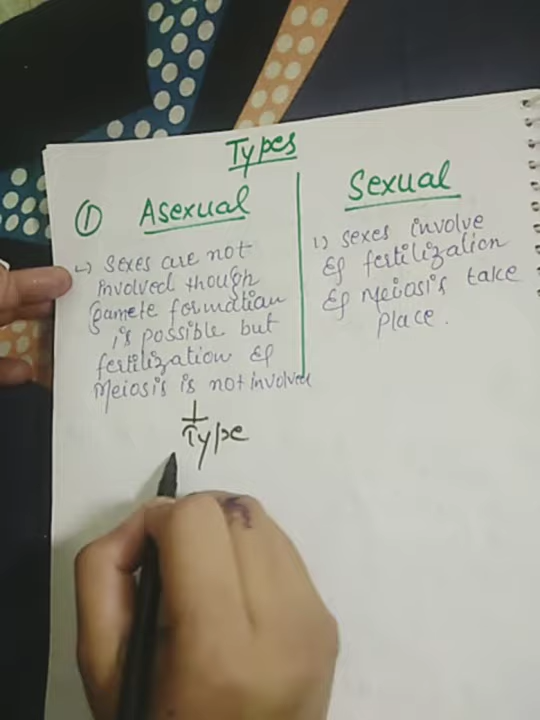 Types
① Asexual
↳ Sexes are not
involved though
gamete formation
is possible but
fertilization &
Meiosis is not involved
Type
Sexual
1) sexes involve
& fertilization
& Meiosis take
place.